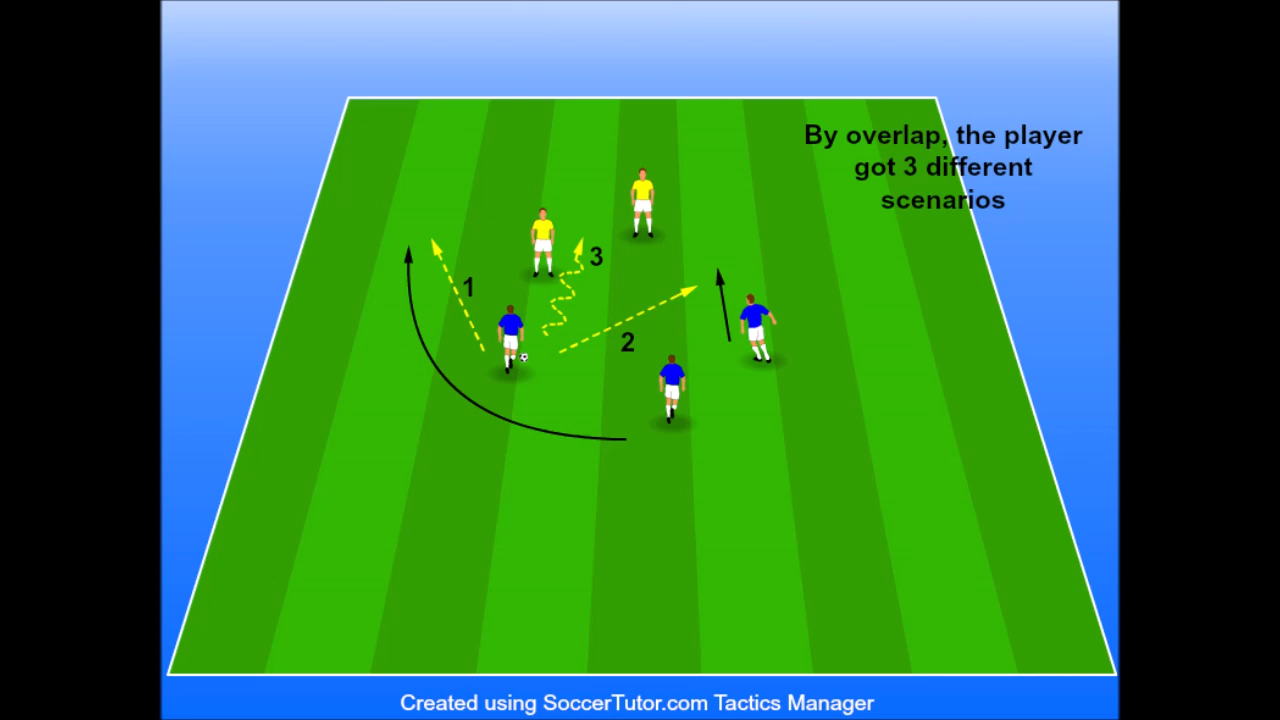 By overlap, the player
got 3 different
scenarios
3
1
2
Created using SoccerTutor.com Tactics Manager